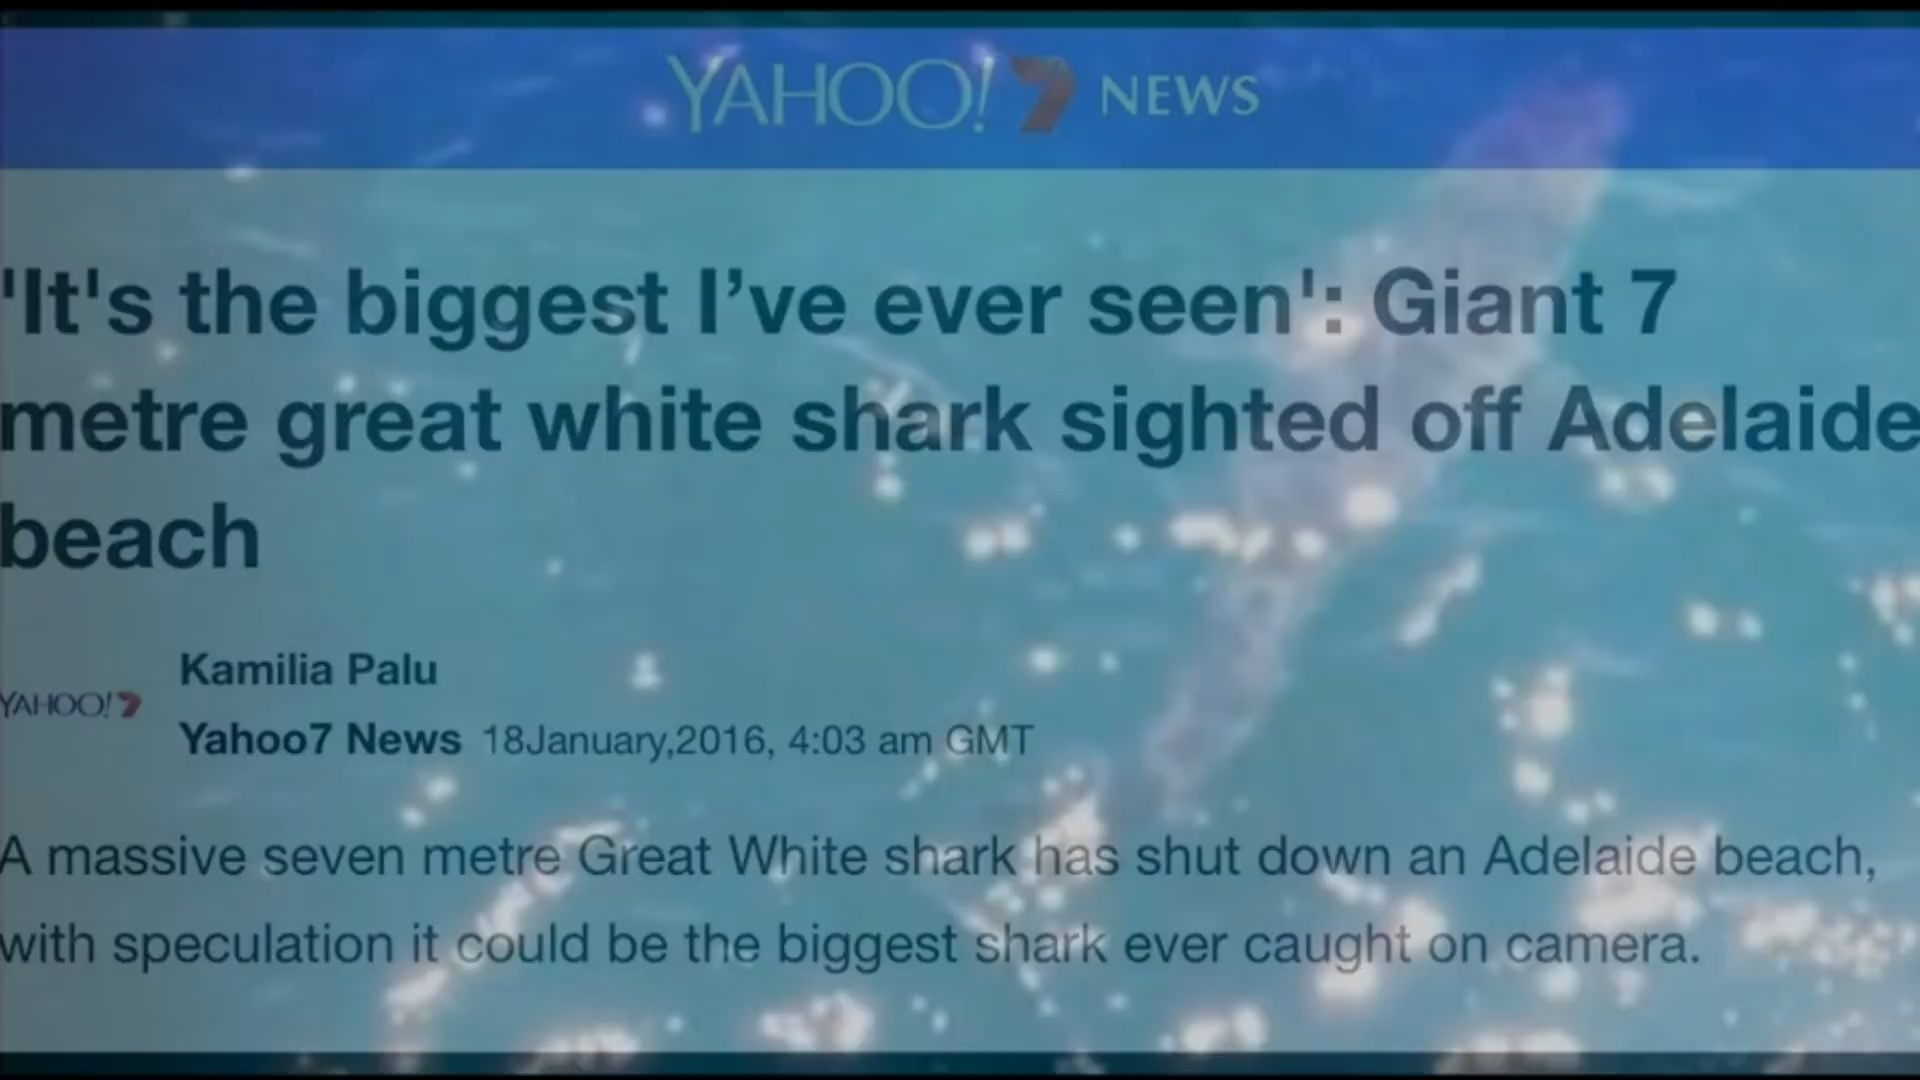 YAHOO! 7 NEWS
'It's the biggest I’ve ever seen': Giant 7
metre great white shark sighted off Adelaide
beach
Kamilia Palu
YAHOO!7
Yahoo7 News 18January,2016, 4:03 am GMT
A massive seven metre Great White shark has shut down an Adelaide beach,
with speculation it could be the biggest shark ever caught on camera.